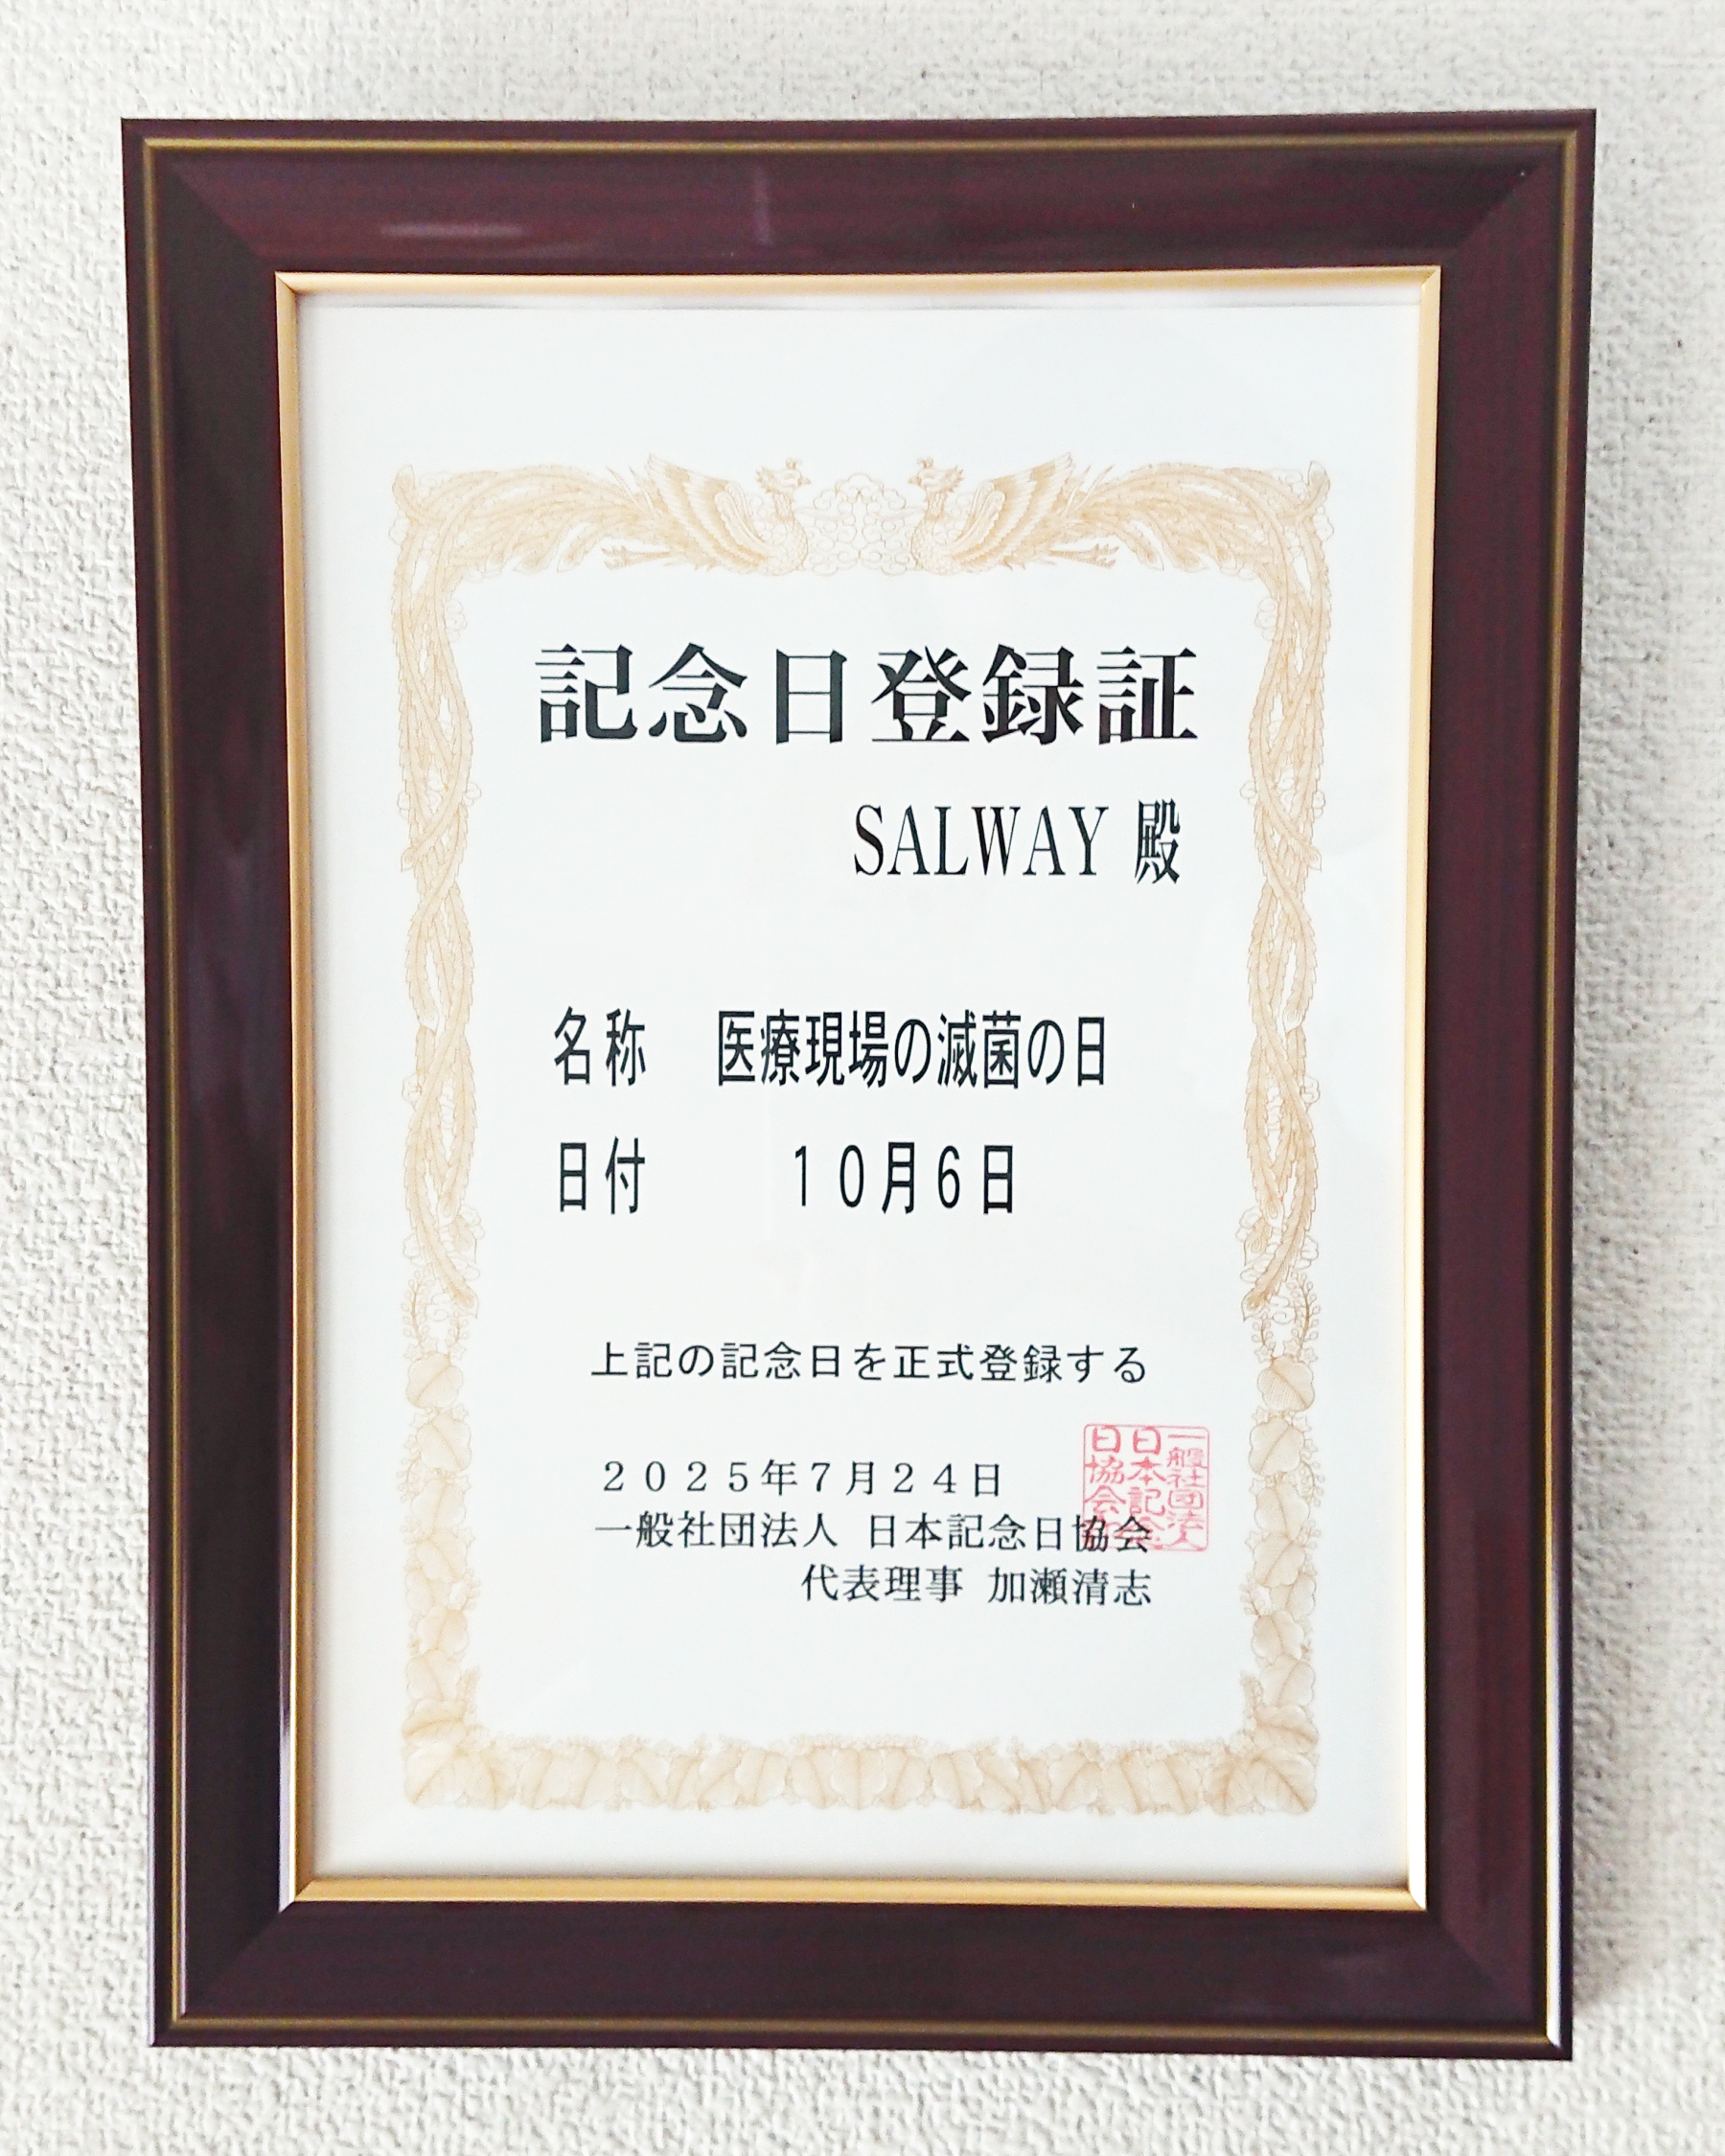 記念日登録証
SALWAY 殿
名称 医療現場の滅菌の日
日付 10月6日
上記の記念日を正式登録する
2025年7月24日
一般社団法人 日本記念日協会
代表理事 加瀬清志
一般社団法人
日本記念
日協会